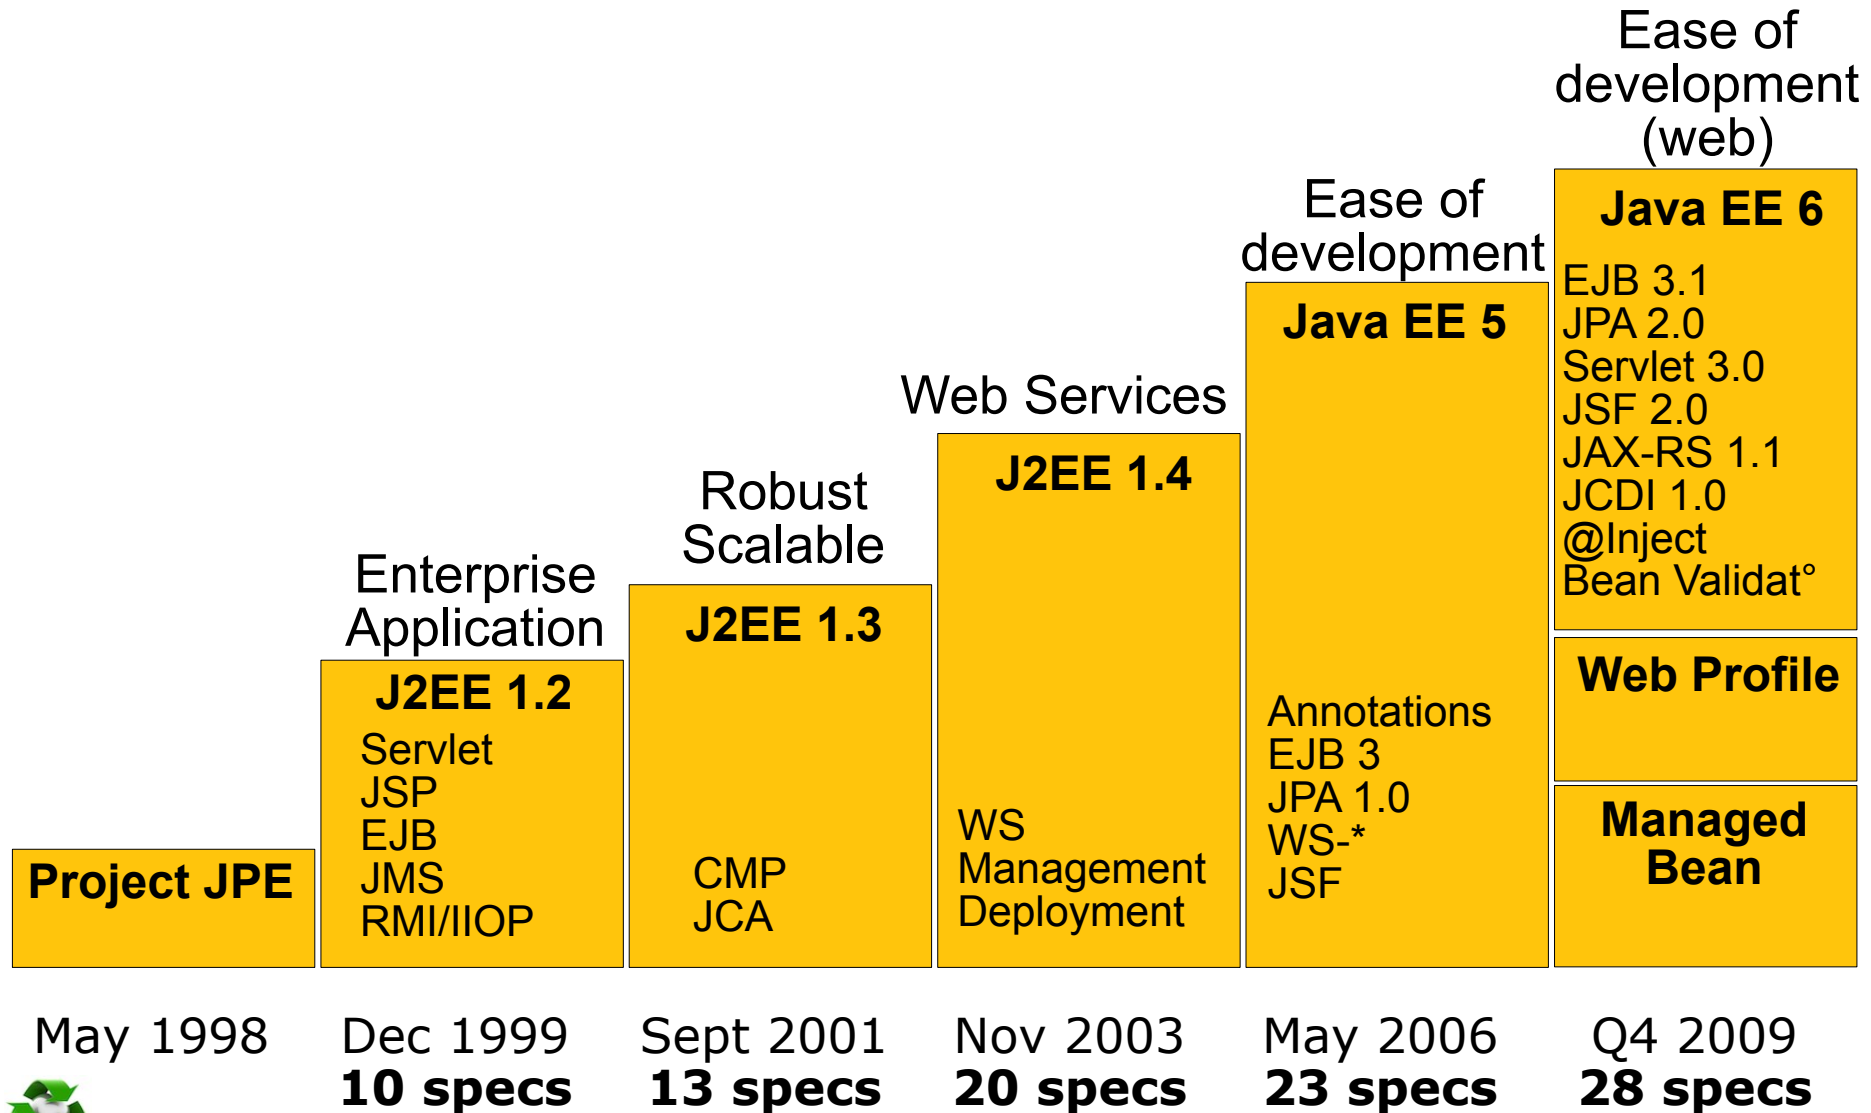 Project JPE
May 1998
Enterprise
Application
J2EE 1.2
Servlet
JSP
EJB
JMS
RMI/IIOP
Dec 1999
10 specs
Robust
Scalable
J2EE 1.3
CMP
JCA
Sept 2001
13 specs
Web Services
J2EE 1.4
WS
Management
Deployment
Nov 2003
20 specs
Ease of
development
Java EE 5
Annotations
EJB 3
JPA 1.0
WS-*
JSF
May 2006
23 specs
Ease of
development
(web)
Java EE 6
EJB 3.1
JPA 2.0
Servlet 3.0
JSF 2.0
JAX-RS 1.1
JCDI 1.0
@Inject
Bean Validat°
Web Profile
Managed
Bean
Q4 2009
28 specs